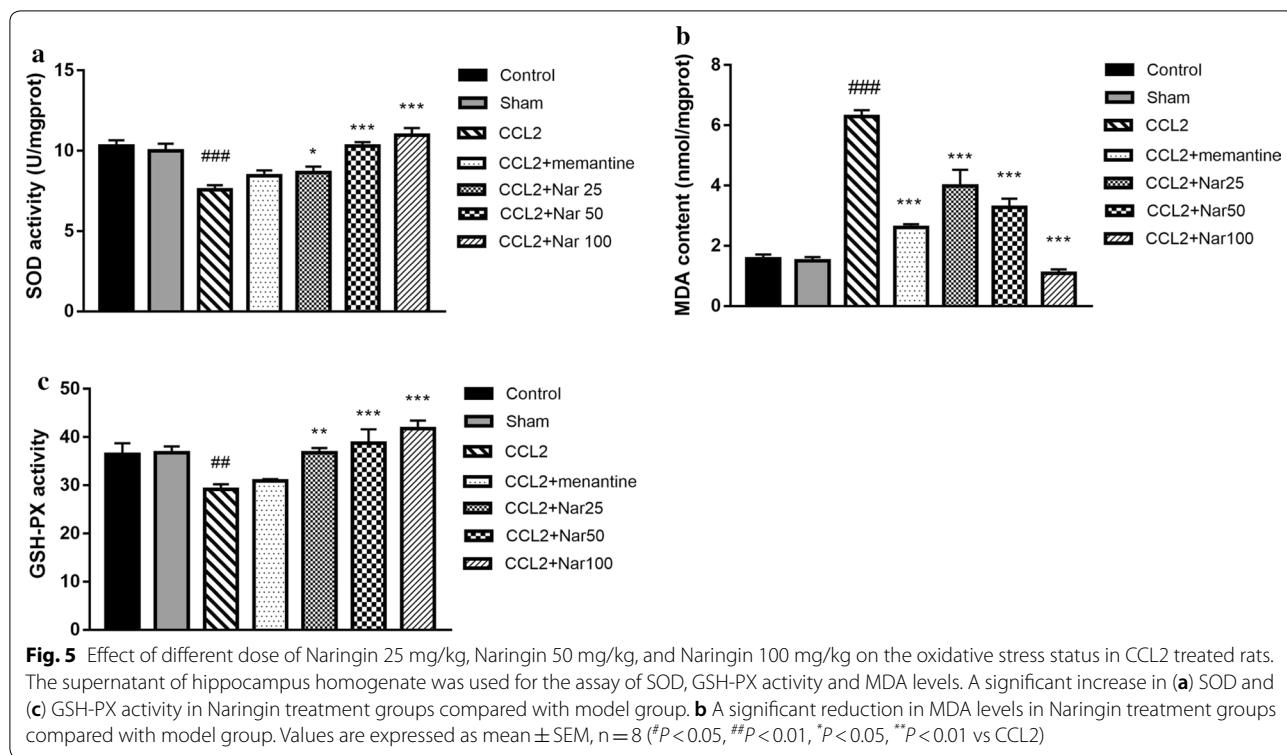 a
SOD activity (U/mgprot)
15
10
5
0
###
*
***
***
Control
Sham
CCL2
CCL2+memantine
CCL2+Nar 25
CCL2+Nar 50
CCL2+Nar 100
b
MDA content (nmol/mgprot)
8
6
4
2
0
###
***
***
***
***
Control
Sham
CCL2
CCL2+memantine
CCL2+Nar25
CCL2+Nar50
CCL2+Nar100
c
GSH-PX activity
50
40
30
20
10
0
##
**
***
***
Control
Sham
CCL2
CCL2+menantine
CCL2+Nar25
CCL2+Nar50
CCL2+Nar100
Fig. 5 Effect of different dose of Naringin 25 mg/kg, Naringin 50 mg/kg, and Naringin 100 mg/kg on the oxidative stress status in CCL2 treated rats.
The supernatant of hippocampus homogenate was used for the assay of SOD, GSH-PX activity and MDA levels. A significant increase in (a) SOD and
(c) GSH-PX activity in Naringin treatment groups compared with model group. b A significant reduction in MDA levels in Naringin treatment groups
compared with model group. Values are expressed as mean ± SEM, n = 8 (#P < 0.05, ##P < 0.01, *P < 0.05, **P < 0.01 vs CCL2)